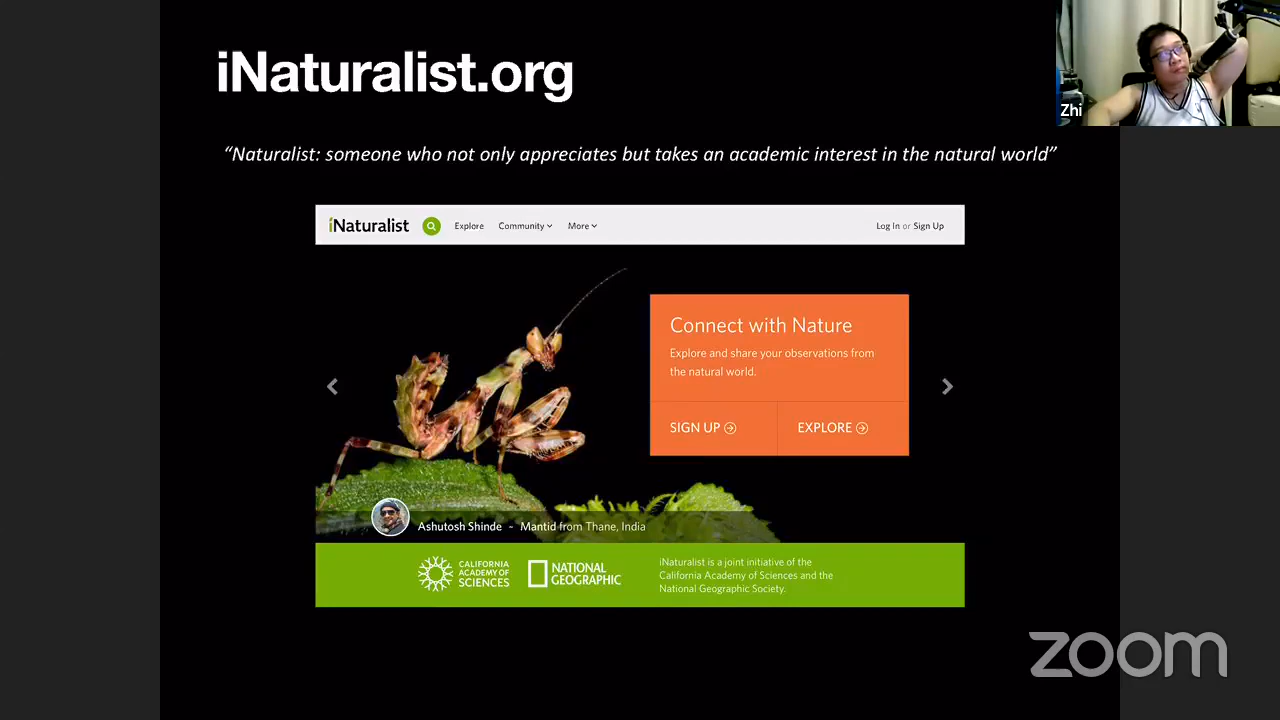 iNaturalist.org
Zhi
“Naturalist: someone who not only appreciates but takes an academic interest in the natural world”
iNaturalist Explore Community More Log In or Sign Up
Connect with Nature
Explore and share your observations from
the natural world.
SIGN UP EXPLORE
Ashutosh Shinde - Mantid from Thane, India
CALIFORNIA
ACADEMY OF
SCIENCES
NATIONAL
GEOGRAPHIC
iNaturalist is a joint initiative of the
California Academy of Sciences and the
National Geographic Society.
zoom